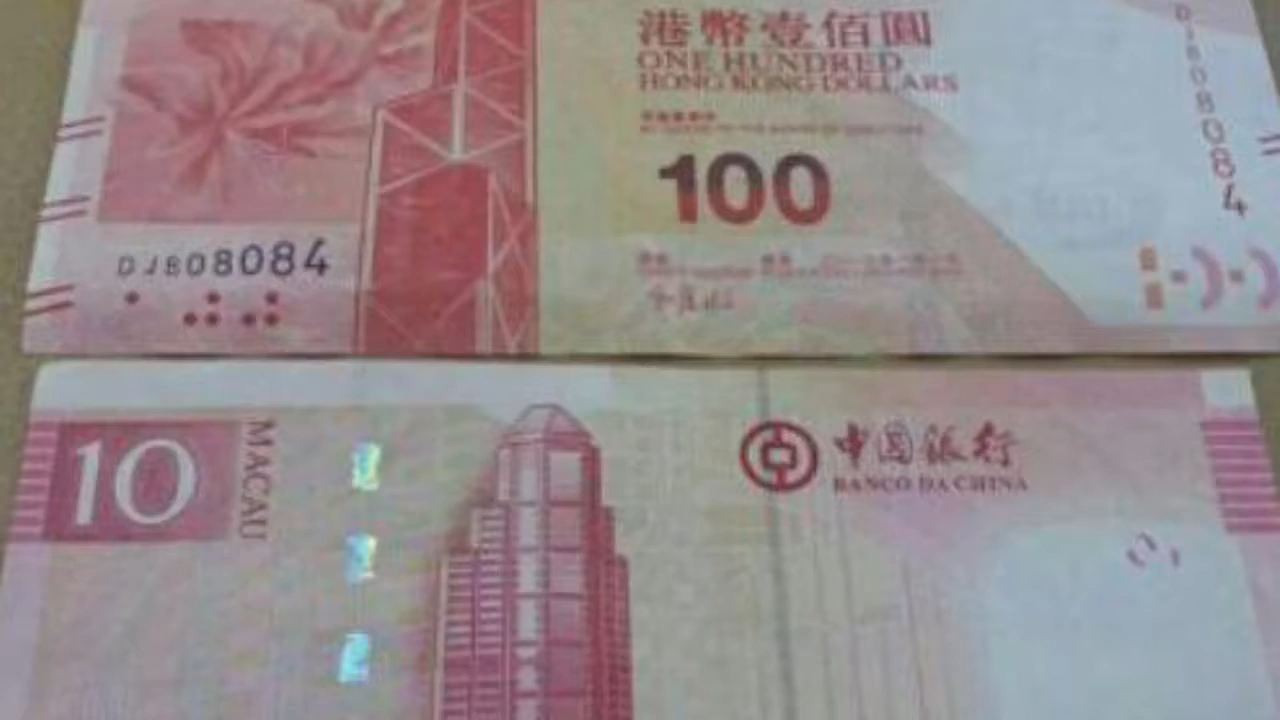 港幣壹佰圓
ONE HUNDRED
HONG KONG DOLLARS
100
DJ808084
DJ808084
10
MACAU
中国银行
BANCO DA CHINA